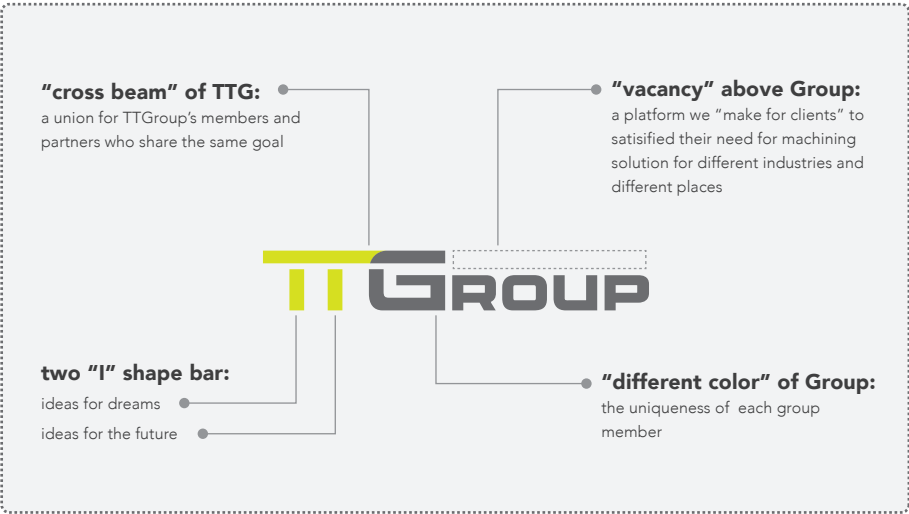 “cross beam” of TTG:
a union for TTGroup’s members and
partners who share the same goal
“vacancy” above Group:
a platform we “make for clients” to
satisified their need for machining
solution for different industries and
different places
TTGROUP
two “I” shape bar:
ideas for dreams
ideas for the future
“different color” of Group:
the uniqueness of  each group
member